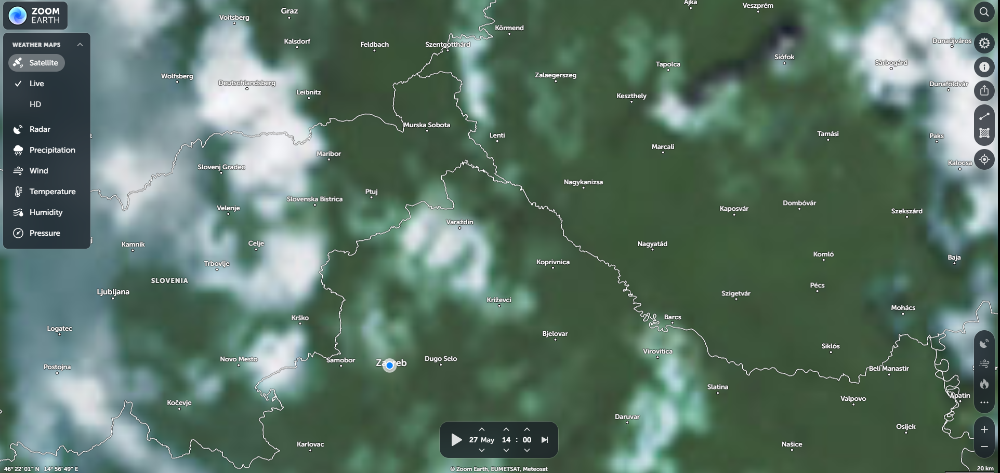 ZOOM
EARTH
WEATHER MAPS
Satellite
Live
HD
Radar
Precipitation
Wind
Temperature
Humidity
Pressure
Graz
Voitsberg
Ajka
Veszprém
Körmend
Kalsdorf
Feldbach
Szentgotthárd
Dunaújváros
Siófok
Sárbogárd
Tapolca
Wolfsberg
Deutschlandsberg
Zalaegerszeg
Dunaföldvár
Leibnitz
Keszthely
Murska Sobota
Lenti
Tamási
Paks
Marcali
Maribor
Kalocsa
Slovenj Gradec
Nagykanizsa
Ptuj
Slovenska Bistrica
Velenje
Kaposvár
Dombóvár
Szekszárd
Varaždin
Kamnik
Celje
Nagyatád
Komló
Baja
Trbovlje
Koprivnica
SLOVENIA
Ljubljana
Pécs
Szigetvár
Križevci
Mohács
Krško
Barcs
Logatec
Bjelovar
Siklós
Virovitica
Novo Mesto
Samobor
Zagreb
Dugo Selo
Postojna
Beli Manastir
Slatina
Valpovo
Apatin
Kočevje
Daruvar
Osijek
Karlovac
Našice
27 May 14 : 00
46° 22' 01" N 14° 56' 49" E
© Zoom Earth, EUMETSAT, Meteosat
20 km